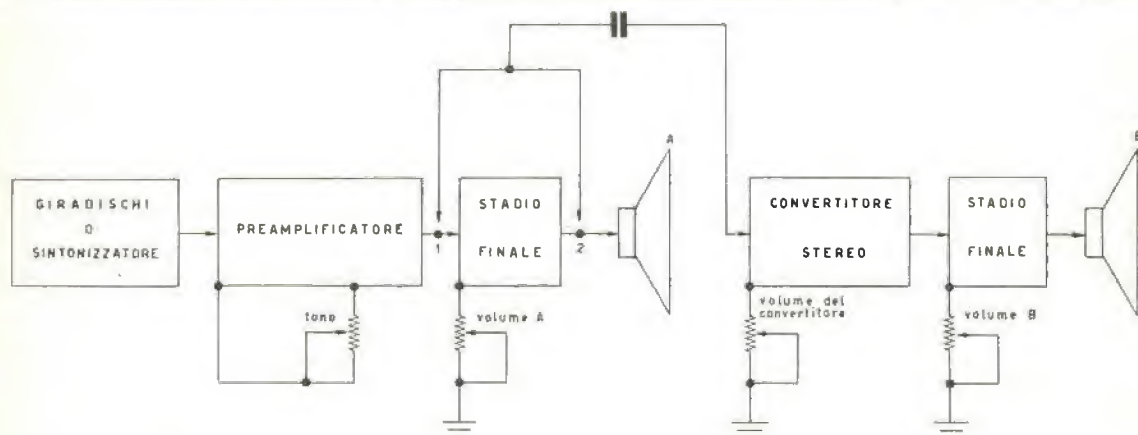 A
B
GIRADISCHI
O
SINTONIZZATORE
PREAMPLIFICATORE
1
STADIO
FINALE
2
CONVERTITORE
STEREO
STADIO
FINALE
tono
volume A
volume del
convertitore
volume B